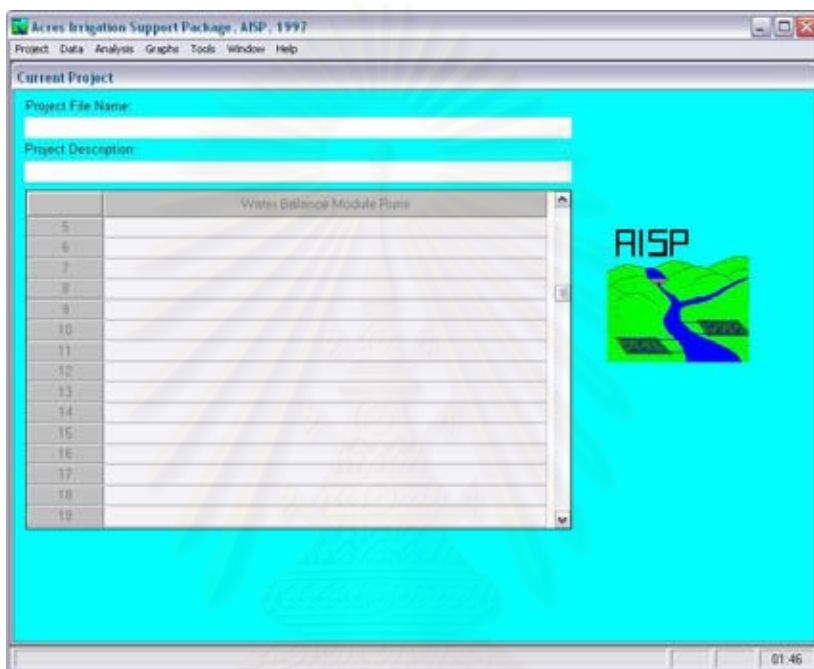 Acres Irrigation Support Package, AISP, 1997
Project Data Analysis Graphs Tools Window Help
Current Project
Project File Name:
Project Description:
Water Balance Module Runs
5
6
7
8
9
10
11
12
13
14
15
16
17
18
19
AISP
01:46